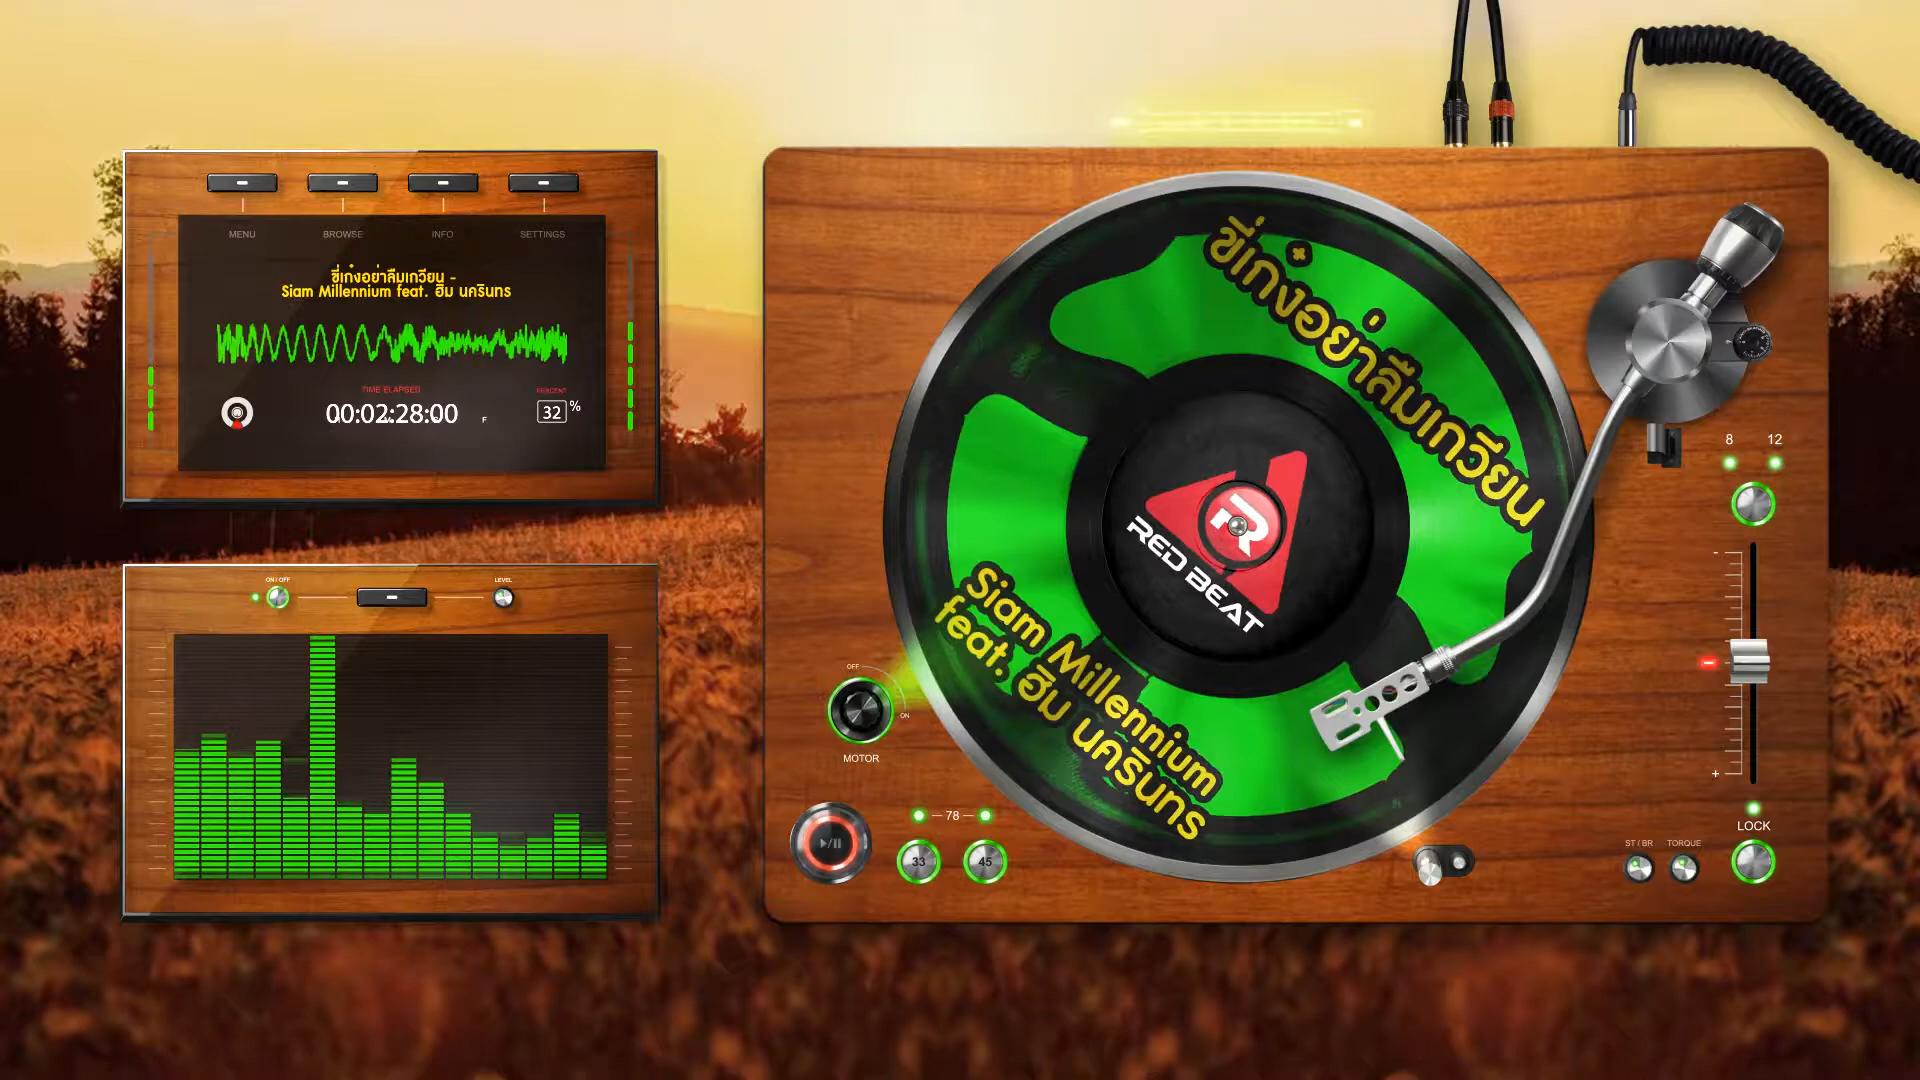 MENU BROWSE INFO SETTINGS
ขี่เก๋งอย่าลืมเกวียน -
Siam Millennium feat. ฮิม นครินทร
TIME ELAPSED
00:02:28:00
F
PERCENT
32 %
ON / OFF
LEVEL
ขี่เก๋งอย่าลืมเกวียน
R
RED BEAT
Siam Millennium
feat. ฮิม นครินทร
OFF
ON
MOTOR
78
33 45
8 12
-
+
LOCK
ST / BR TORQUE